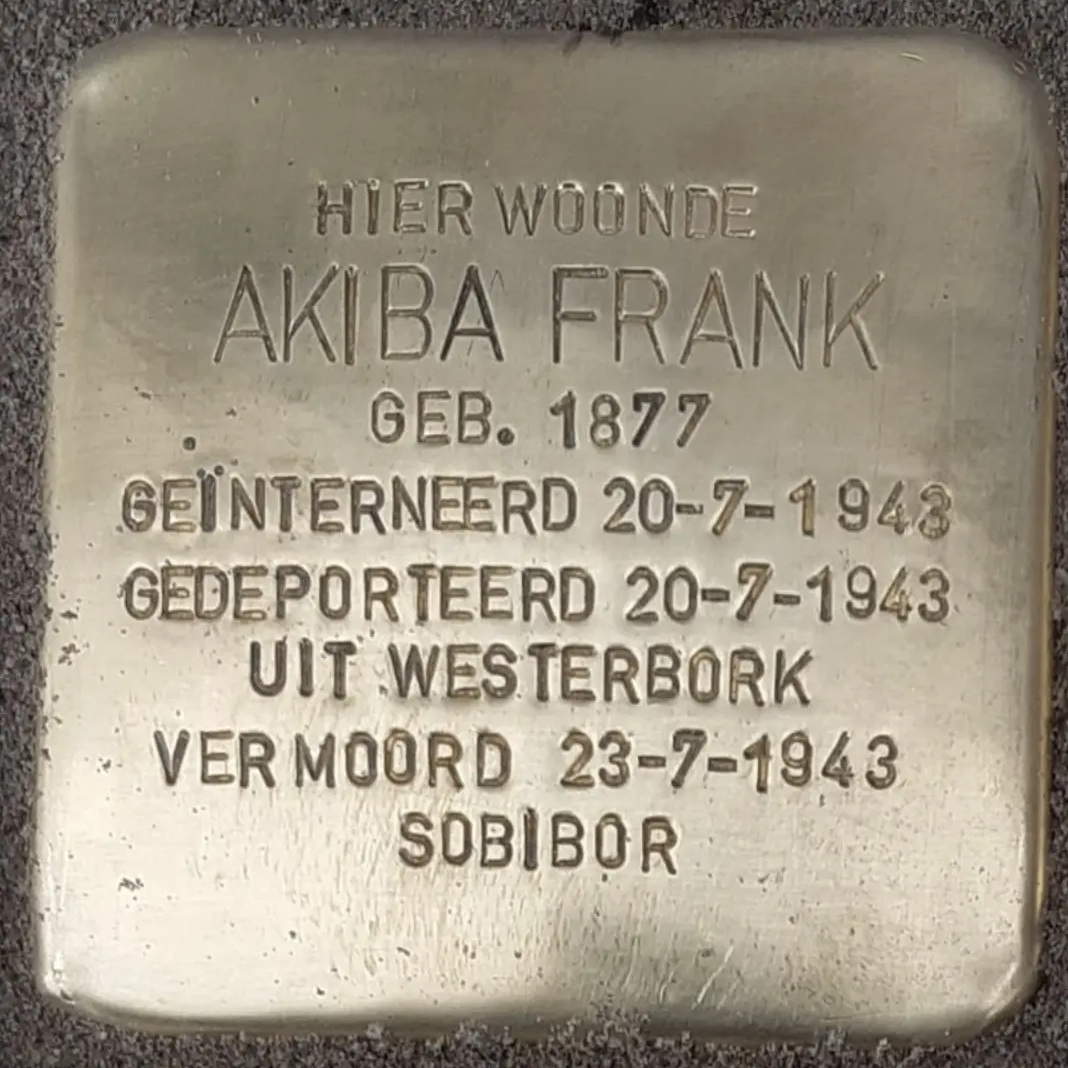 HIER WOONDE
AKIBA FRANK
GEB. 1877
GEÏNTERNEERD 20-7-1943
GEDEPORTEERD 20-7-1943
UIT WESTERBORK
VERMOORD 23-7-1943
SOBIBOR